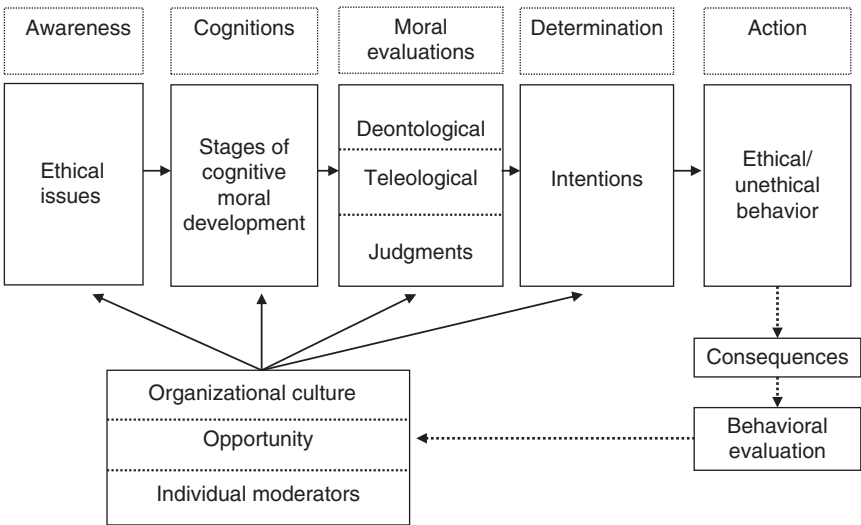 Awareness
Cognitions
Moral
evaluations
Determination
Action
Ethical
issues
Stages of
cognitive
moral
development
Deontological
Teleological
Judgments
Intentions
Ethical/
unethical
behavior
Consequences
Behavioral
evaluation
Organizational culture
Opportunity
Individual moderators